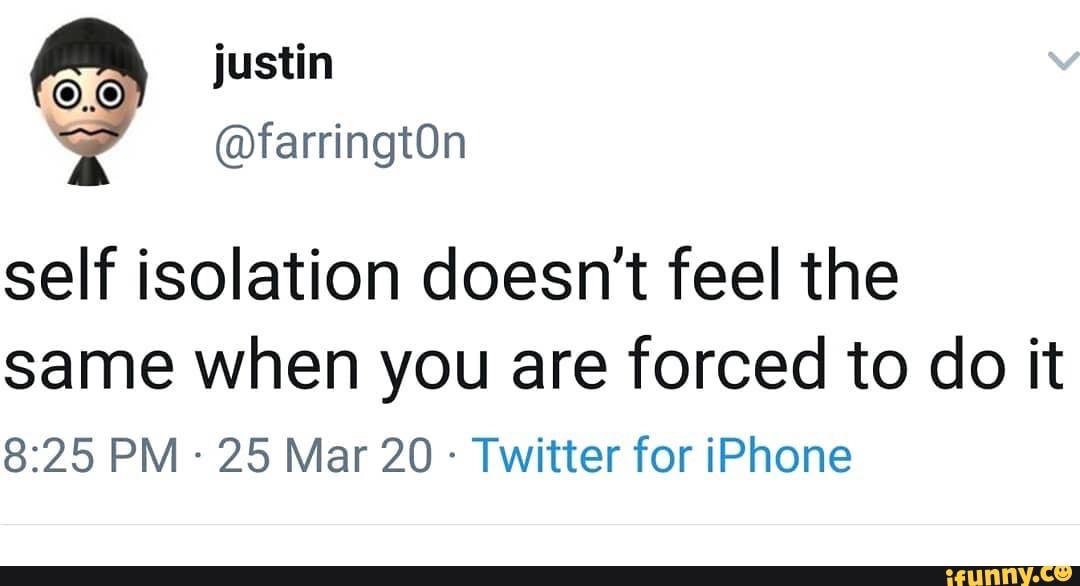 justin
@farringt0n
self isolation doesn’t feel the
same when you are forced to do it
8:25 PM · 25 Mar 20 · Twitter for iPhone
ifunny.co